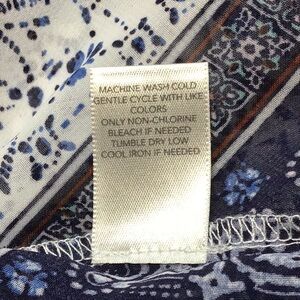 MACHINE WASH COLD
GENTLE CYCLE WITH LIKE
COLORS
ONLY NON-CHLORINE
BLEACH IF NEEDED
TUMBLE DRY LOW
COOL IRON IF NEEDED